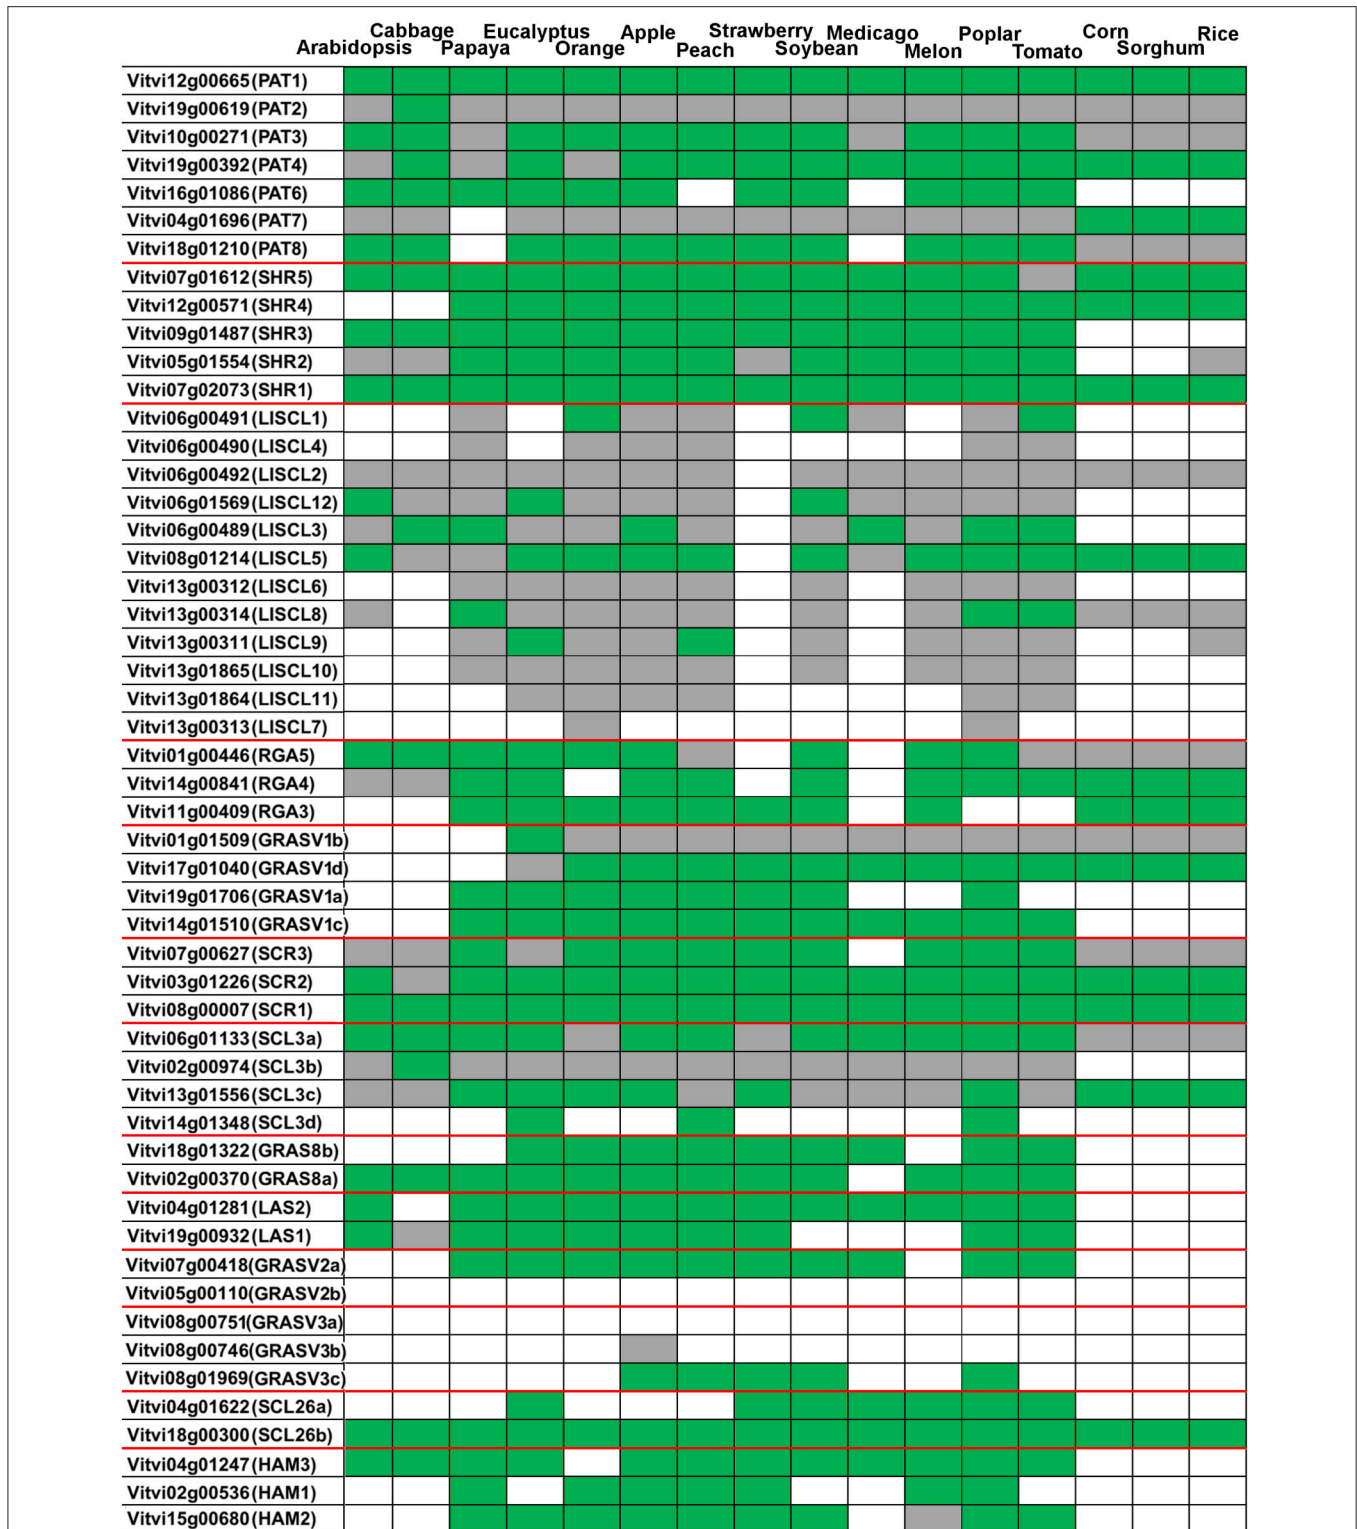 Cabbage Eucalyptus Apple Strawberry Medicago Poplar Corn Rice
Arabidopsis Papaya Orange Peach Soybean Melon Tomato Sorghum
Vitvi12g00665(PAT1)
Vitvi19g00619(PAT2)
Vitvi10g00271(PAT3)
Vitvi19g00392(PAT4)
Vitvi16g01086(PAT6)
Vitvi04g01696(PAT7)
Vitvi18g01210(PAT8)
Vitvi07g01612(SHR5)
Vitvi12g00571(SHR4)
Vitvi09g01487(SHR3)
Vitvi05g01554(SHR2)
Vitvi07g02073(SHR1)
Vitvi06g00491(LISCL1)
Vitvi06g00490(LISCL4)
Vitvi06g00492(LISCL2)
Vitvi06g01569(LISCL12)
Vitvi06g00489(LISCL3)
Vitvi08g01214(LISCL5)
Vitvi13g00312(LISCL6)
Vitvi13g00314(LISCL8)
Vitvi13g00311(LISCL9)
Vitvi13g01865(LISCL10)
Vitvi13g01864(LISCL11)
Vitvi13g00313(LISCL7)
Vitvi01g00446(RGA5)
Vitvi14g00841(RGA4)
Vitvi11g00409(RGA3)
Vitvi01g01509(GRASV1b)
Vitvi17g01040(GRASV1d)
Vitvi19g01706(GRASV1a)
Vitvi14g01510(GRASV1c)
Vitvi07g00627(SCR3)
Vitvi03g01226(SCR2)
Vitvi08g00007(SCR1)
Vitvi06g01133(SCL3a)
Vitvi02g00974(SCL3b)
Vitvi13g01556(SCL3c)
Vitvi14g01348(SCL3d)
Vitvi18g01322(GRAS8b)
Vitvi02g00370(GRAS8a)
Vitvi04g01281(LAS2)
Vitvi19g00932(LAS1)
Vitvi07g00418(GRASV2a)
Vitvi05g00110(GRASV2b)
Vitvi08g00751(GRASV3a)
Vitvi08g00746(GRASV3b)
Vitvi08g01969(GRASV3c)
Vitvi04g01622(SCL26a)
Vitvi18g00300(SCL26b)
Vitvi04g01247(HAM3)
Vitvi02g00536(HAM1)
Vitvi15g00680(HAM2)